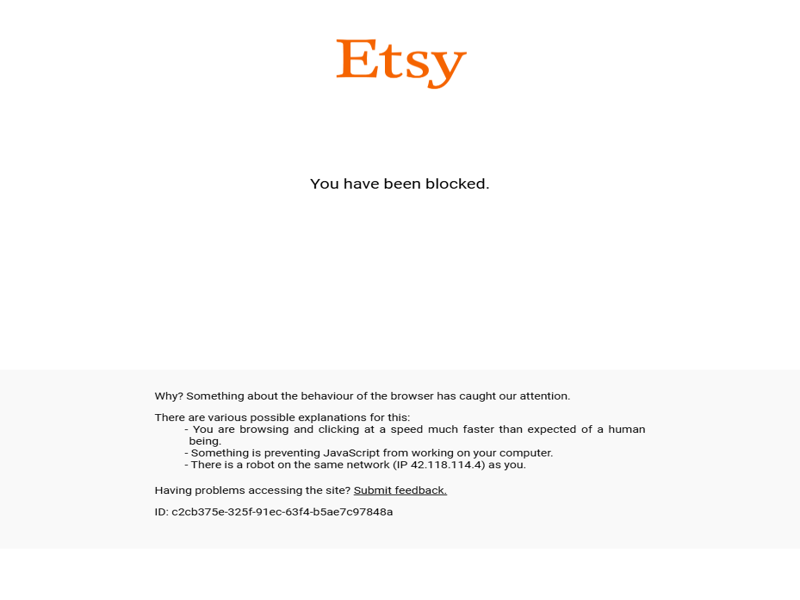 Etsy
You have been blocked.
Why? Something about the behaviour of the browser has caught our attention.
There are various possible explanations for this:
- You are browsing and clicking at a speed much faster than expected of a human
being.
- Something is preventing JavaScript from working on your computer.
- There is a robot on the same network (IP 42.118.114.4) as you.
Having problems accessing the site? Submit feedback.
ID: c2cb375e-325f-91ec-63f4-b5ae7c97848a